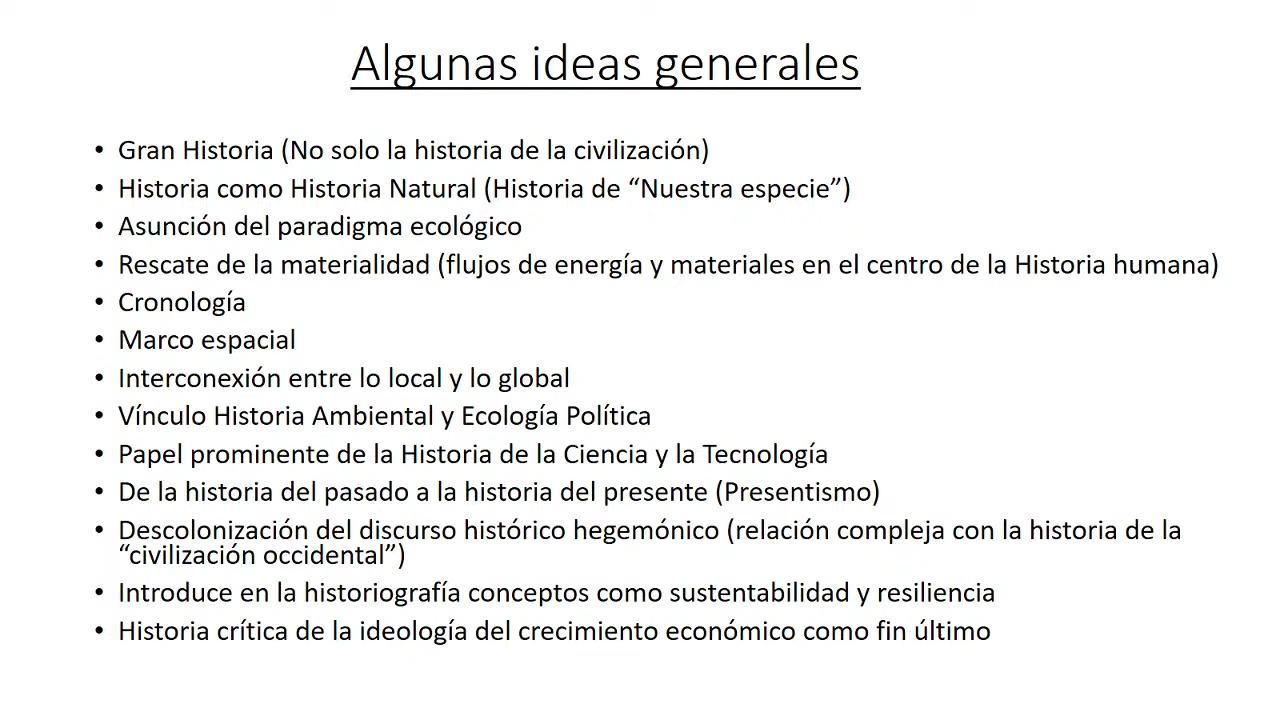 Algunas ideas generales
• Gran Historia (No solo la historia de la civilización)
• Historia como Historia Natural (Historia de “Nuestra especie”)
• Asunción del paradigma ecológico
• Rescate de la materialidad (flujos de energía y materiales en el centro de la Historia humana)
• Cronología
• Marco espacial
• Interconexión entre lo local y lo global
• Vínculo Historia Ambiental y Ecología Política
• Papel prominente de la Historia de la Ciencia y la Tecnología
• De la historia del pasado a la historia del presente (Presentismo)
• Descolonización del discurso histórico hegemónico (relación compleja con la historia de la
“civilización occidental”)
• Introduce en la historiografía conceptos como sustentabilidad y resiliencia
• Historia crítica de la ideología del crecimiento económico como fin último